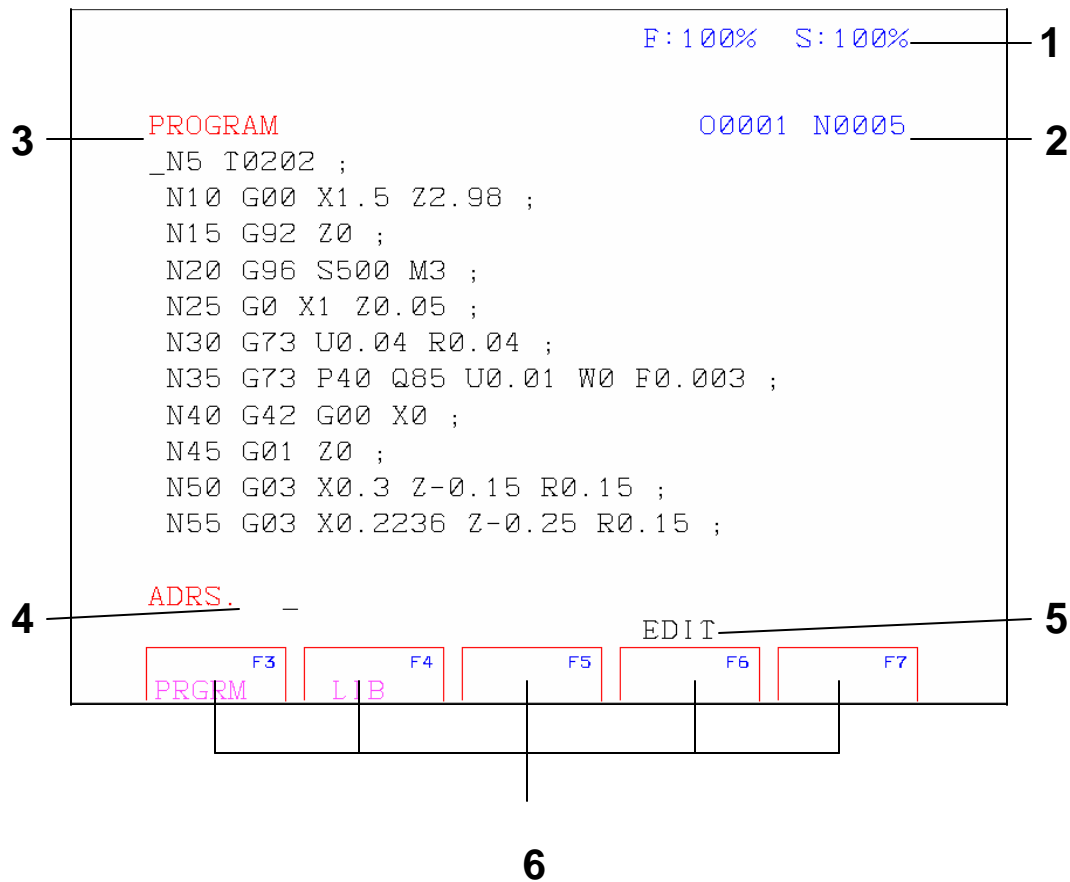 F:100% S:100% 1
3 PROGRAM O0001 N0005 2
_N5 T0202 ;
N10 G00 X1.5 Z2.98 ;
N15 G92 Z0 ;
N20 G96 S500 M3 ;
N25 G0 X1 Z0.05 ;
N30 G73 U0.04 R0.04 ;
N35 G73 P40 Q85 U0.01 W0 F0.003 ;
N40 G42 G00 X0 ;
N45 G01 Z0 ;
N50 G03 X0.3 Z-0.15 R0.15 ;
N55 G03 X0.2236 Z-0.25 R0.15 ;
4 ADRS. _
EDIT 5
F3 F4 F5 F6 F7
PRGRM LIB
6